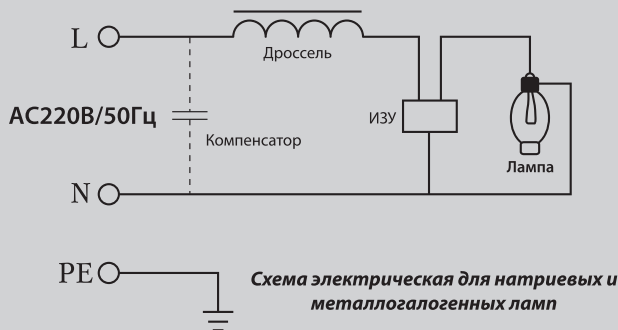 L
Дроссель
АС220В/50Гц
Компенсатор
ИЗУ
Лампа
N
PE
Схема электрическая для натриевых и
металлогалогенных ламп